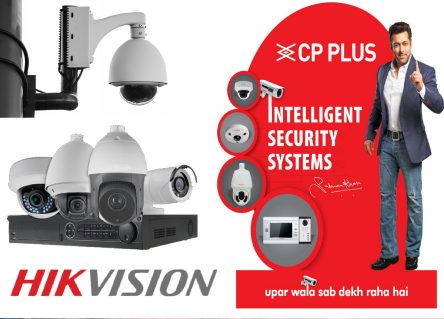 CP PLUS
INTELLIGENT
SECURITY
SYSTEMS
HIKVISION
upar wala sab dekh raha hai